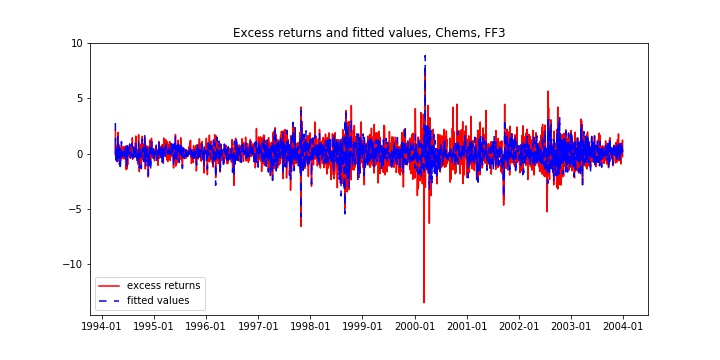 Excess returns and fitted values, Chems, FF3
10
5
0
−5
−10
excess returns
fitted values
1994-01 1995-01 1996-01 1997-01 1998-01 1999-01 2000-01 2001-01 2002-01 2003-01 2004-01